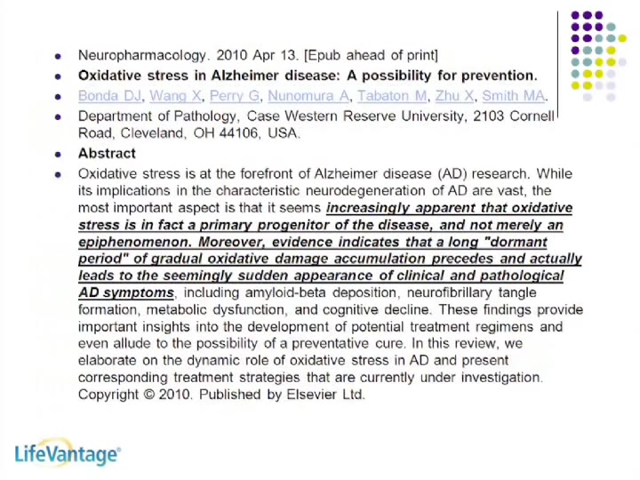 Neuropharmacology. 2010 Apr 13. [Epub ahead of print]
Oxidative stress in Alzheimer disease: A possibility for prevention.
Bonda DJ, Wang X, Perry G, Nunomura A, Tabaton M, Zhu X, Smith MA.
Department of Pathology, Case Western Reserve University, 2103 Cornell
Road, Cleveland, OH 44106, USA.
Abstract
Oxidative stress is at the forefront of Alzheimer disease (AD) research. While
its implications in the characteristic neurodegeneration of AD are vast, the
most important aspect is that it seems increasingly apparent that oxidative
stress is in fact a primary progenitor of the disease, and not merely an
epiphenomenon. Moreover, evidence indicates that a long "dormant
period" of gradual oxidative damage accumulation precedes and actually
leads to the seemingly sudden appearance of clinical and pathological
AD symptoms, including amyloid-beta deposition, neurofibrillary tangle
formation, metabolic dysfunction, and cognitive decline. These findings provide
important insights into the development of potential treatment regimens and
even allude to the possibility of a preventative cure. In this review, we
elaborate on the dynamic role of oxidative stress in AD and present
corresponding treatment strategies that are currently under investigation.
Copyright © 2010. Published by Elsevier Ltd.
LifeVantage®